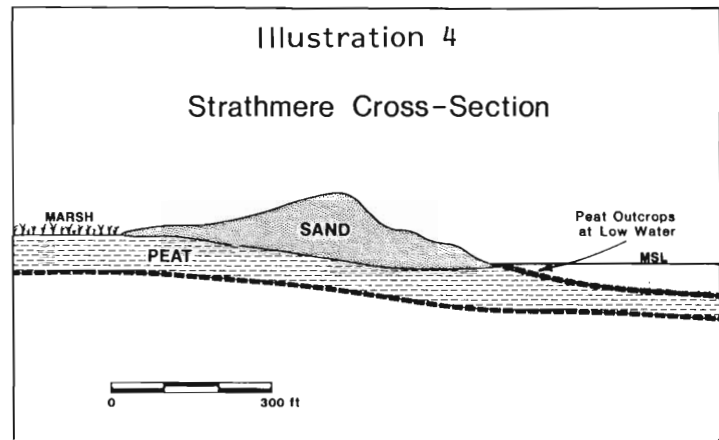 Illustration 4
Strathmere Cross-Section
MARSH
SAND
PEAT
Peat Outcrops
at Low Water
MSL
0 300 ft